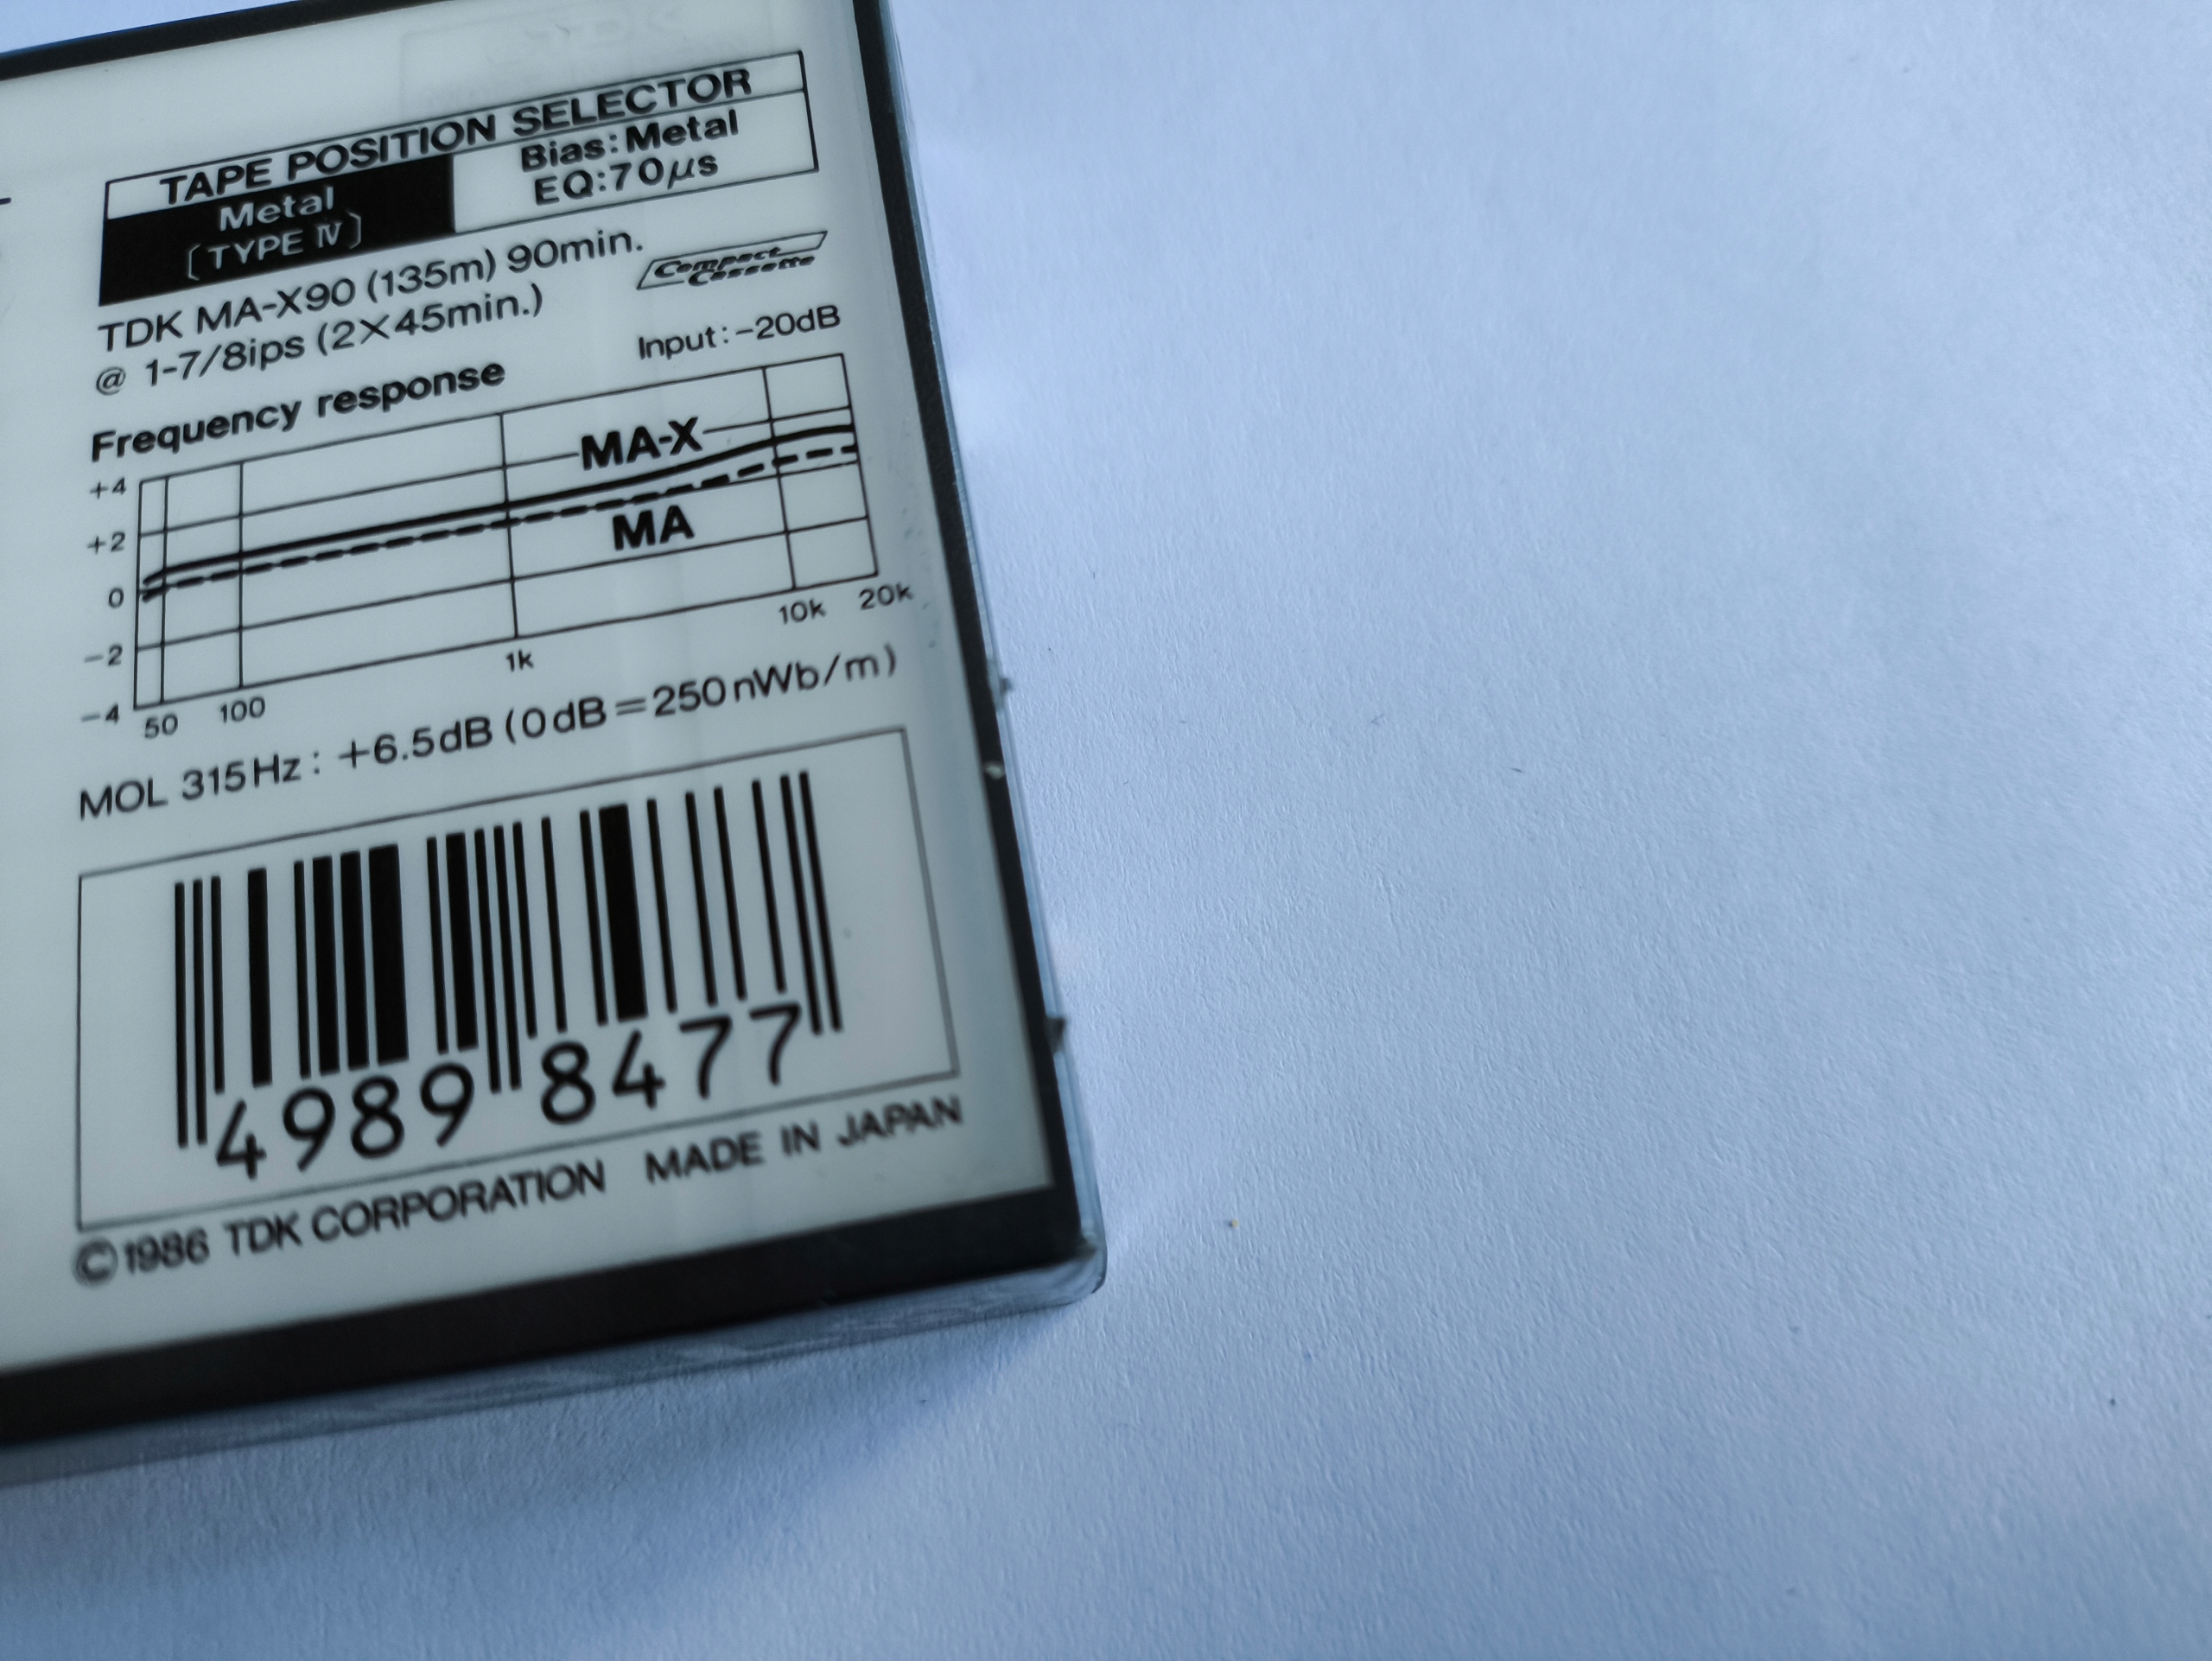 TAPE POSITION SELECTOR
Metal
[TYPE IV]
Bias: Metal
EQ: 70µs
TDK MA-X90 (135m) 90min.
@ 1-7/8ips (2X45min.)
Compact
Cassette
Frequency response
Input: -20dB
+4
+2
0
-2
-4
MA-X
MA
50
100
1k
10k
20k
MOL 315Hz: +6.5dB (0dB=250nWb/m)
4989 8477
©1986 TDK CORPORATION MADE IN JAPAN